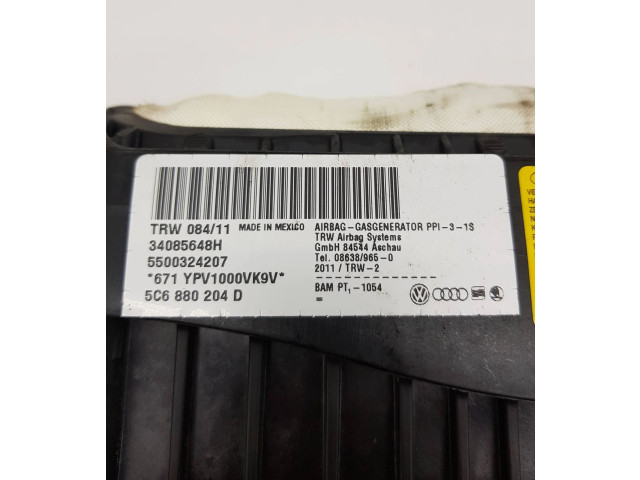 TRW 084/11 MADE IN MEXICO
34085648H
5500324207
*671 YPV1000VK9V*
5C6 880 204 D
AIRBAG-GASGENERATOR PPI-3-1S
TRW Airbag Systems
GmbH 84544 Aschau
Tel. 08638/965-0
2011 / TRW-2
BAM PT₁-1054
=